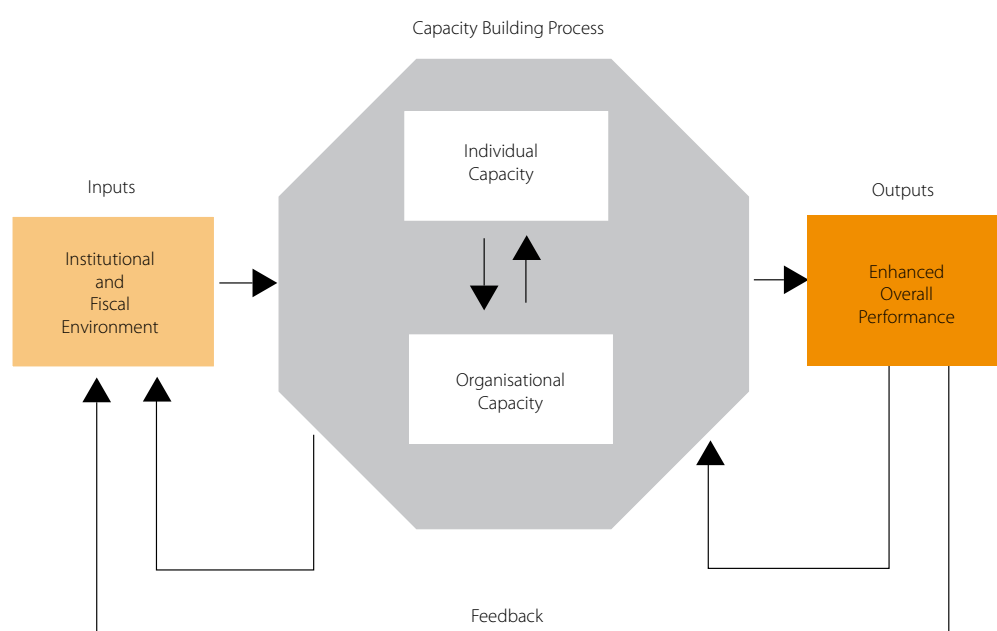 Capacity Building Process
Individual
Capacity
Inputs
Outputs
Institutional
and
Fiscal
Environment
Enhanced
Overall
Performance
Organisational
Capacity
Feedback